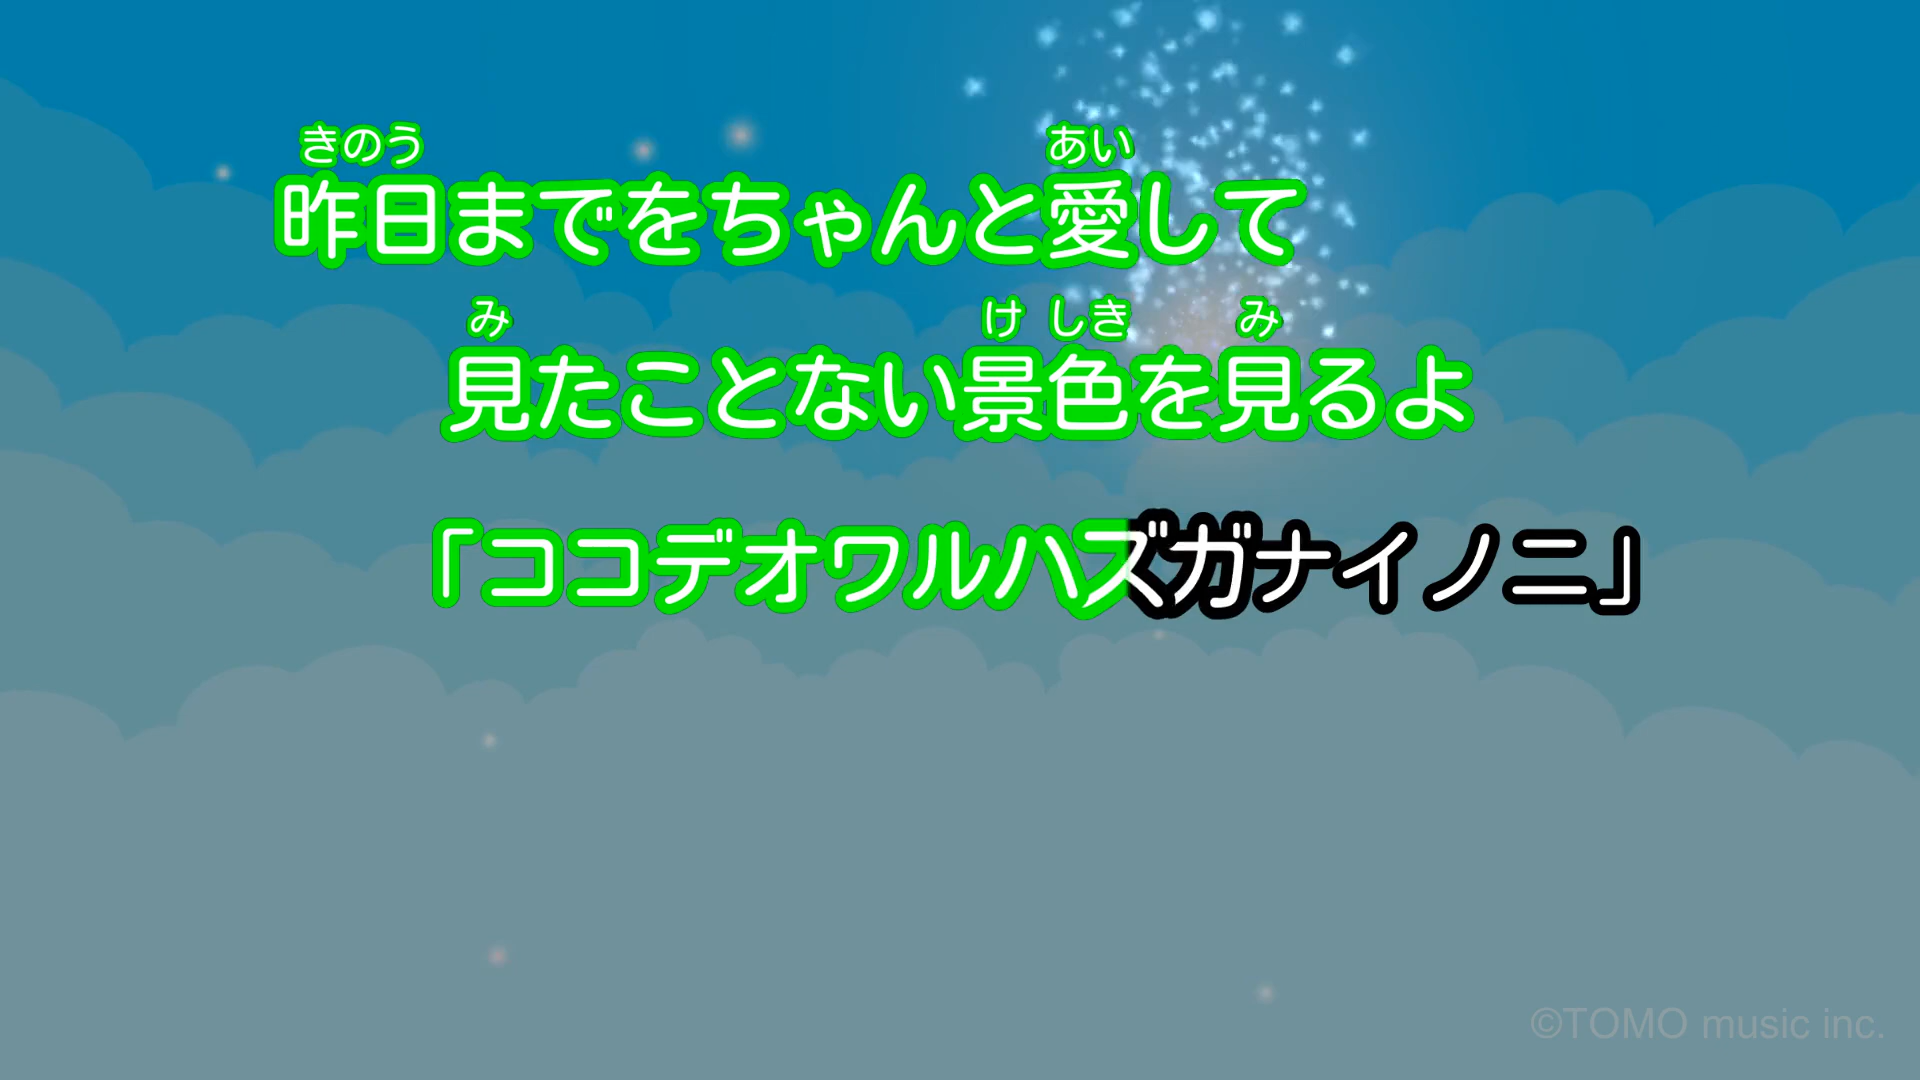 きのう あい
昨日までをちゃんと愛して
み け しき み
見たことない景色を見るよ
「ココデオワルハズガナイノニ」
©TOMO music inc.